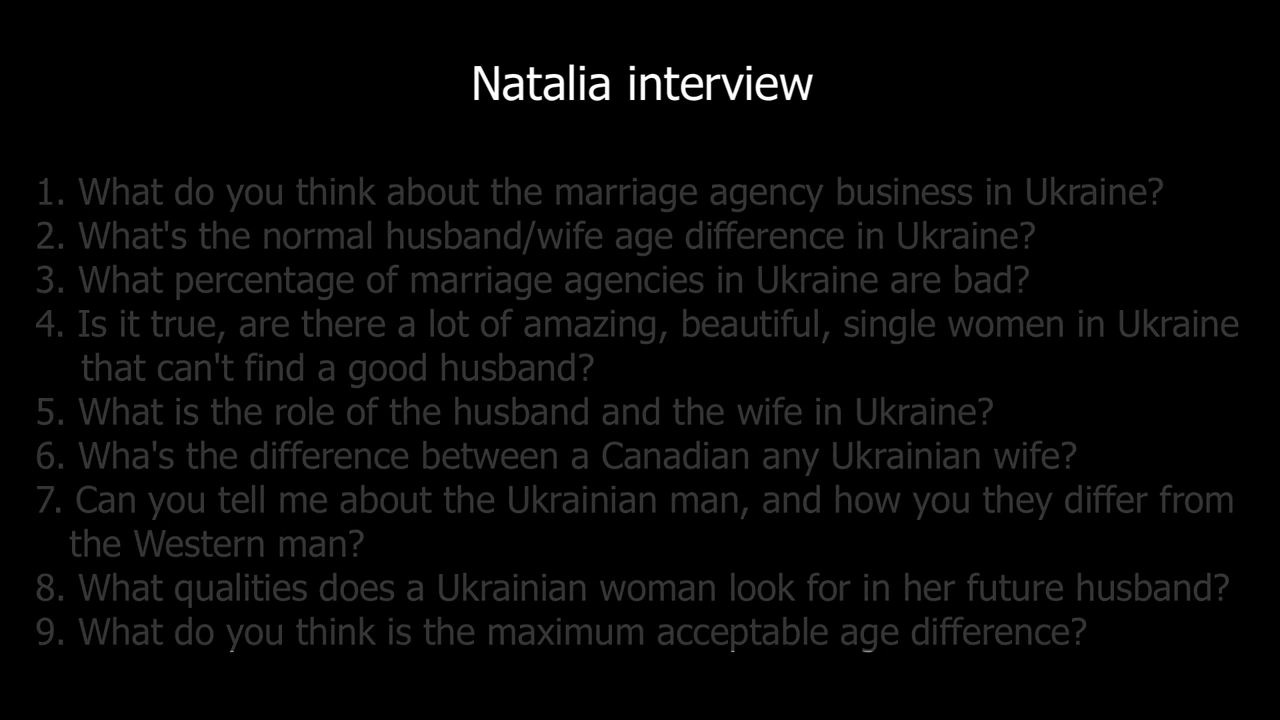 Natalia interview
1. What do you think about the marriage agency business in Ukraine?
2. What's the normal husband/wife age difference in Ukraine?
3. What percentage of marriage agencies in Ukraine are bad?
4. Is it true, are there a lot of amazing, beautiful, single women in Ukraine
that can't find a good husband?
5. What is the role of the husband and the wife in Ukraine?
6. Wha's the difference between a Canadian any Ukrainian wife?
7. Can you tell me about the Ukrainian man, and how you they differ from
the Western man?
8. What qualities does a Ukrainian woman look for in her future husband?
9. What do you think is the maximum acceptable age difference?